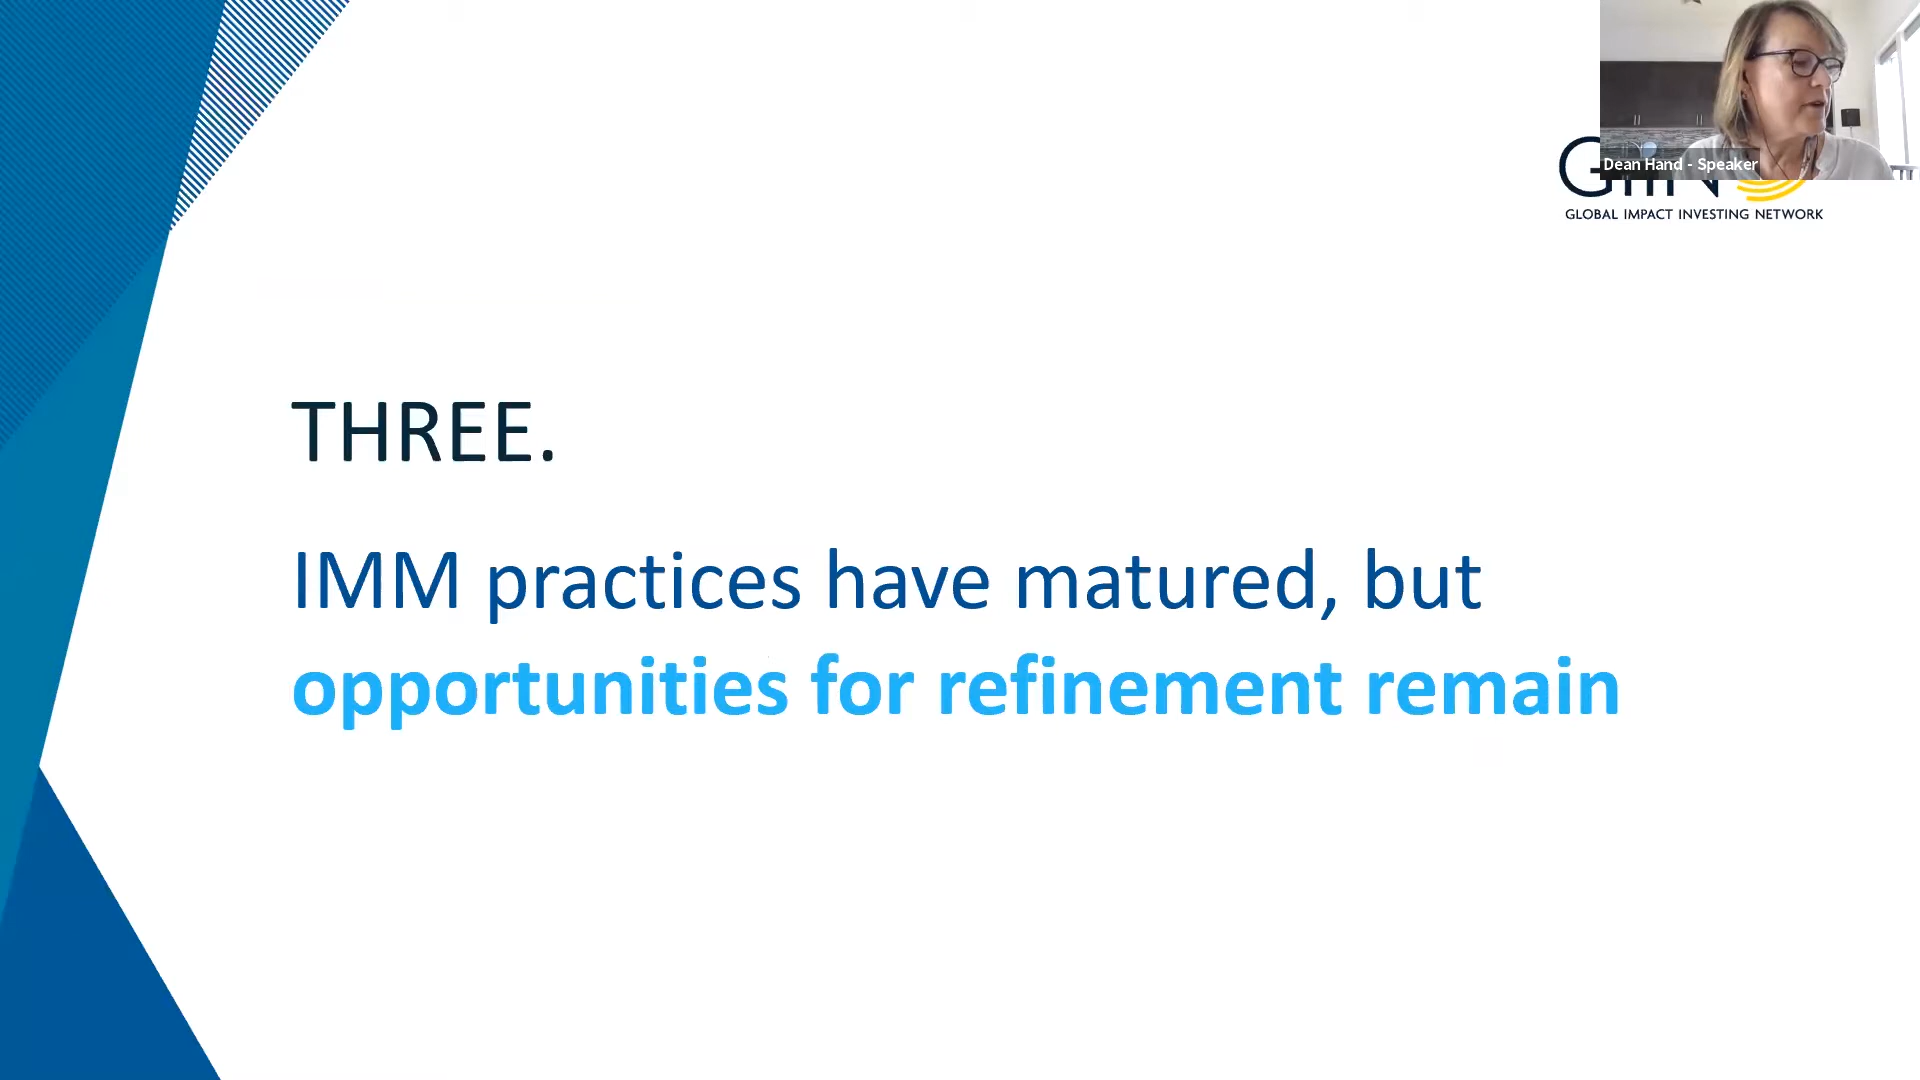 Dean Hand - Speaker
GLOBAL IMPACT INVESTING NETWORK
THREE.
IMM practices have matured, but
opportunities for refinement remain